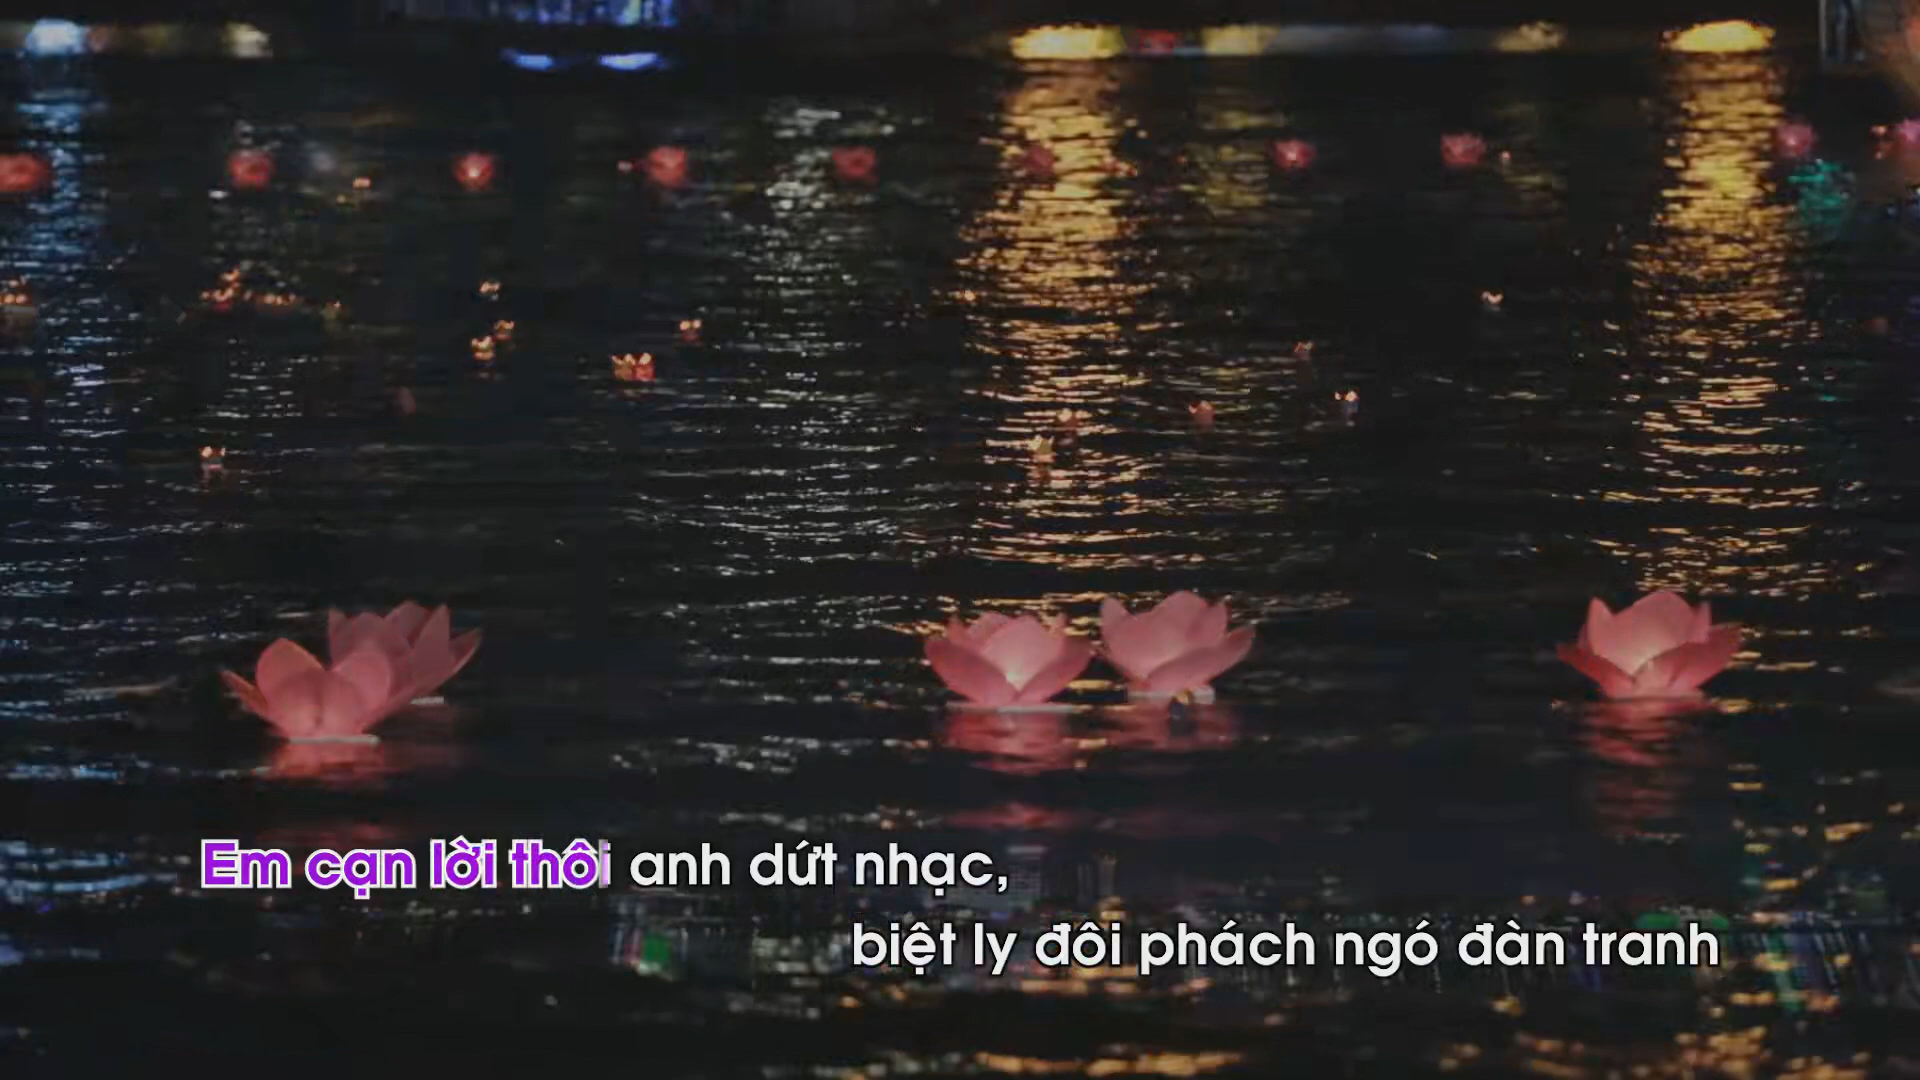 Em cạn lời thôi anh dứt nhạc,
biệt ly đôi phách ngó đàn tranh